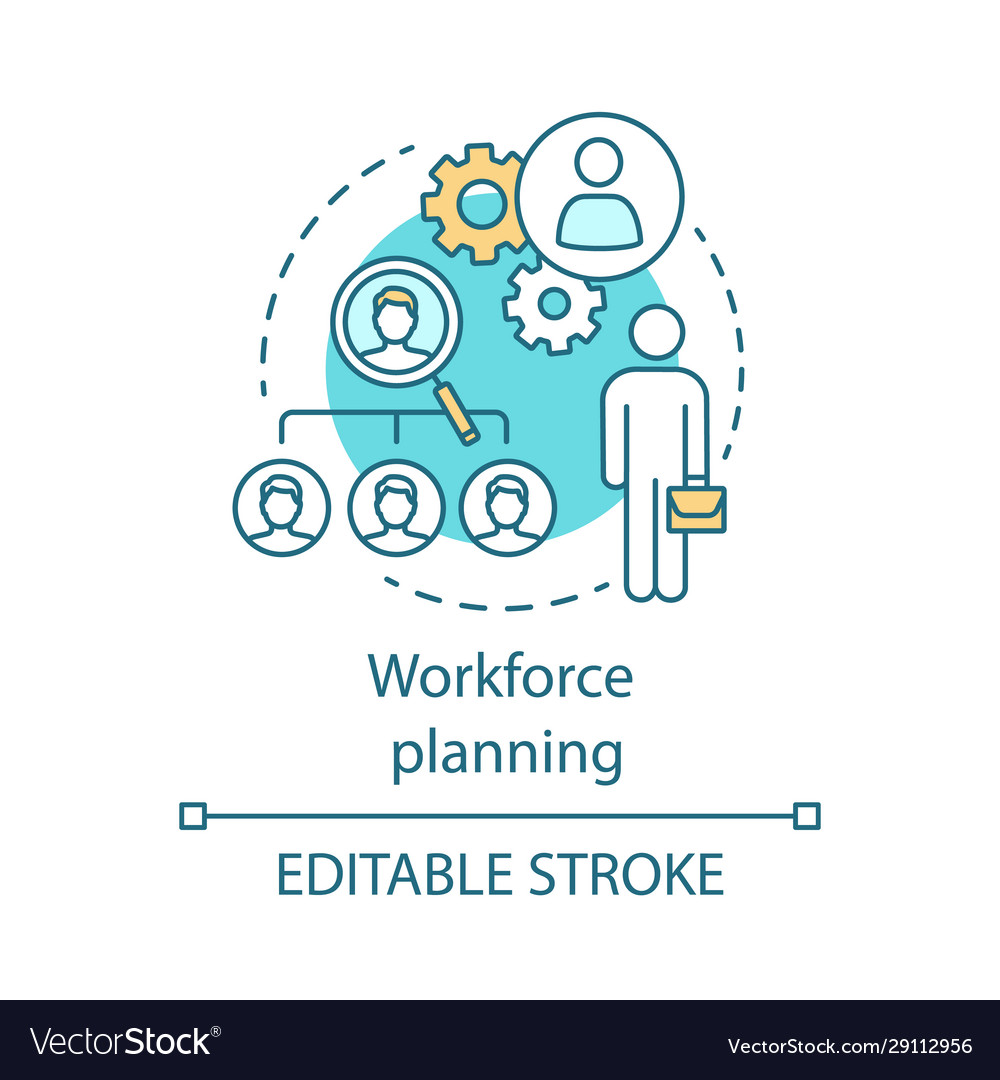 Workforce
planning
EDITABLE STROKE
VectorStock®
VectorStock.com/29112956